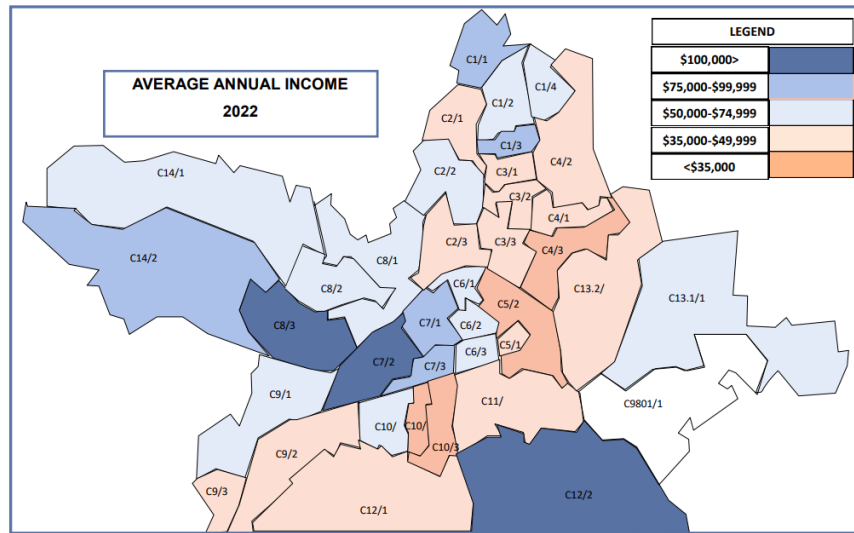 AVERAGE ANNUAL INCOME
2022
LEGEND
$100,000>
$75,000-$99,999
$50,000-$74,999
$35,000-$49,999
<$35,000
C1/1
C1/4
C1/2
C2/1
C1/3
C4/2
C14/1
C2/2
C3/1
C3/2
C4/1
C14/2
C8/1
C2/3
C3/3
C4/3
C8/2
C6/1
C13.2/
C13.1/1
C5/2
C8/3
C7/1
C6/2
C5/1
C7/2
C7/3
C6/3
C9/1
C9801/1
C11/
C10/
C10/
C10/3
C9/2
C9/3
C12/1
C12/2